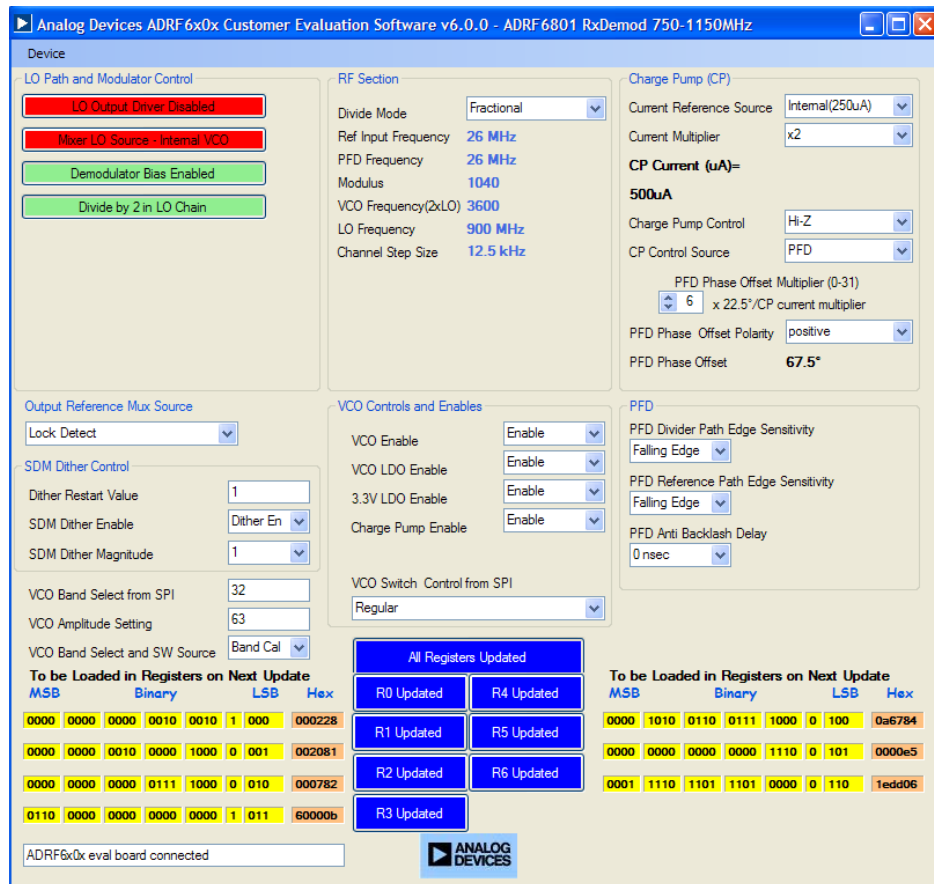 Analog Devices ADRF6x0x Customer Evaluation Software v6.0.0 - ADRF6801 RxDemod 750-1150MHz
Device
LO Path and Modulator Control
LO Output Driver Disabled
Mixer LO Source - Internal VCO
Demodulator Bias Enabled
Divide by 2 in LO Chain
RF Section
Divide Mode Fractional
Ref Input Frequency 26 MHz
PFD Frequency 26 MHz
Modulus 1040
VCO Frequency(2xLO) 3600
LO Frequency 900 MHz
Channel Step Size 12.5 kHz
Charge Pump (CP)
Current Reference Source Internal(250uA)
Current Multiplier x2
CP Current (uA)=
500uA
Charge Pump Control Hi-Z
CP Control Source PFD
PFD Phase Offset Multiplier (0-31)
6 x 22.5°/CP current multiplier
PFD Phase Offset Polarity positive
PFD Phase Offset 67.5°
Output Reference Mux Source
Lock Detect
SDM Dither Control
Dither Restart Value 1
SDM Dither Enable Dither En
SDM Dither Magnitude 1
VCO Band Select from SPI 32
VCO Amplitude Setting 63
VCO Band Select and SW Source Band Cal
VCO Controls and Enables
VCO Enable Enable
VCO LDO Enable Enable
3.3V LDO Enable Enable
Charge Pump Enable Enable
VCO Switch Control from SPI
Regular
PFD
PFD Divider Path Edge Sensitivity
Falling Edge
PFD Reference Path Edge Sensitivity
Falling Edge
PFD Anti Backlash Delay
0 nsec
To be Loaded in Registers on Next Update
MSB Binary LSB Hex
0000 0000 0000 0010 0010 1 000 000228
0000 0000 0010 0000 1000 0 001 002081
0000 0000 0000 0111 1000 0 010 000782
0110 0000 0000 0000 0000 1 011 60000b
All Registers Updated
R0 Updated R4 Updated
R1 Updated R5 Updated
R2 Updated R6 Updated
R3 Updated
To be Loaded in Registers on Next Update
MSB Binary LSB Hex
0000 1010 0110 0111 1000 0 100 0a6784
0000 0000 0000 0000 1110 0 101 0000e5
0001 1110 1101 1101 0000 0 110 1edd06
ADRF6x0x eval board connected
ANALOG
DEVICES